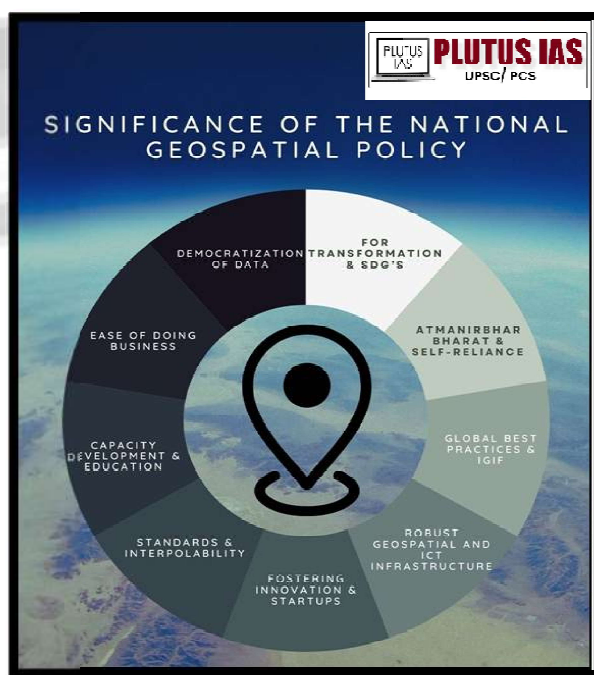 PLUTUS
IAS
PLUTUS IAS
UPSC/ PCS
SIGNIFICANCE OF THE NATIONAL
GEOSPATIAL POLICY
FOR
TRANSFORMATION
& SDG'S
ATMANIRBHAR
BHARAT &
SELF-RELIANCE
GLOBAL BEST
PRACTICES &
IGIF
ROBUST
GEOSPATIAL AND
ICT
INFRASTRUCTURE
FOSTERING
INNOVATION &
STARTUPS
STANDARDS &
INTERPOLABILITY
CAPACITY
DEVELOPMENT &
EDUCATION
EASE OF DOING
BUSINESS
DEMOCRATIZATION
OF DATA